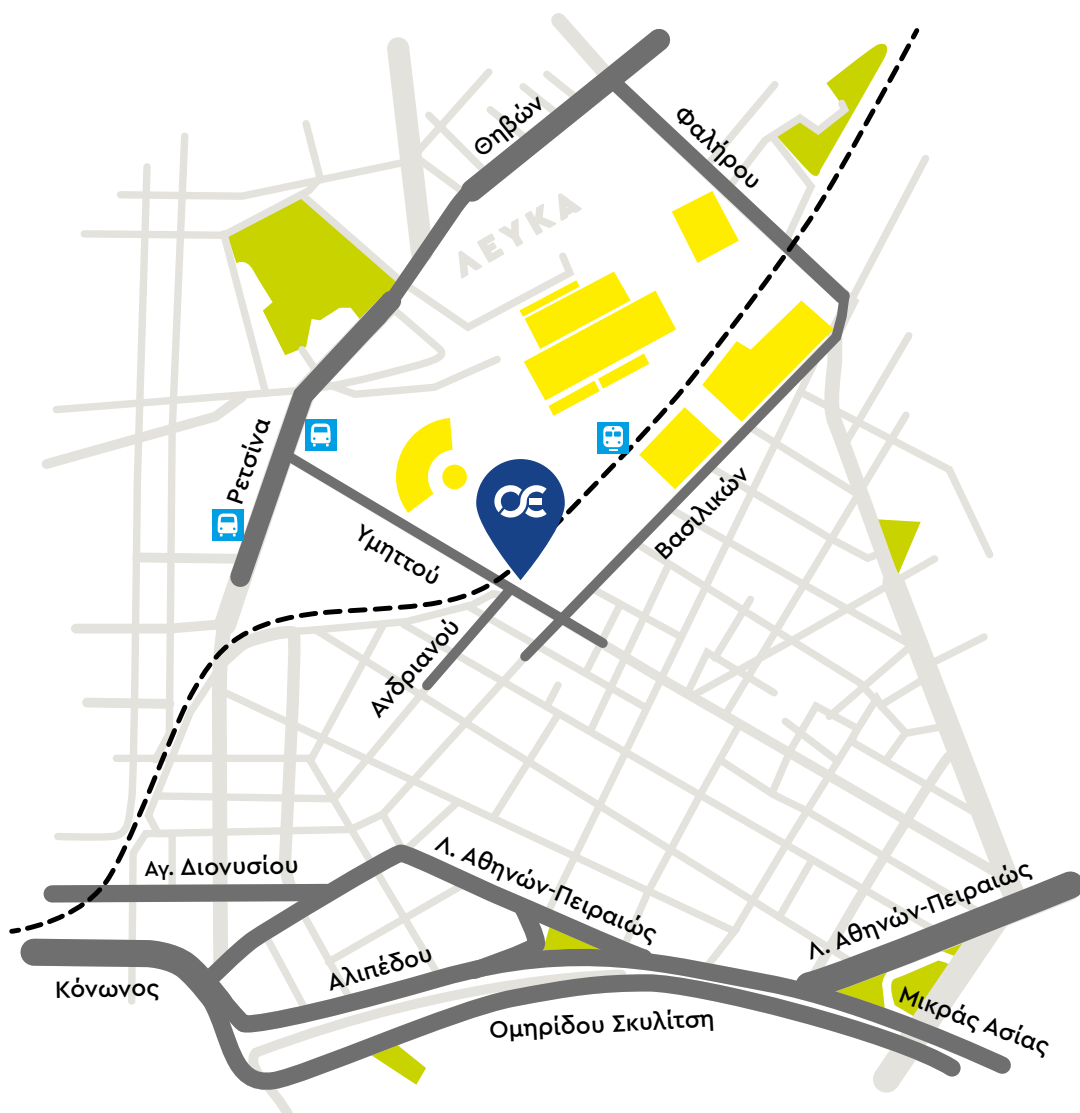 Θηβών
Φαλήρου
ΛΕΥΚΑ
Ρετσίνα
Υμηττού
Βασιλικών
Ανδριανού
Αγ. Διονυσίου
Λ. Αθηνών-Πειραιώς
Λ. Αθηνών-Πειραιώς
Αλιπέδου
Κόνωνος
Μικράς Ασίας
Ομηρίδου Σκυλίτση